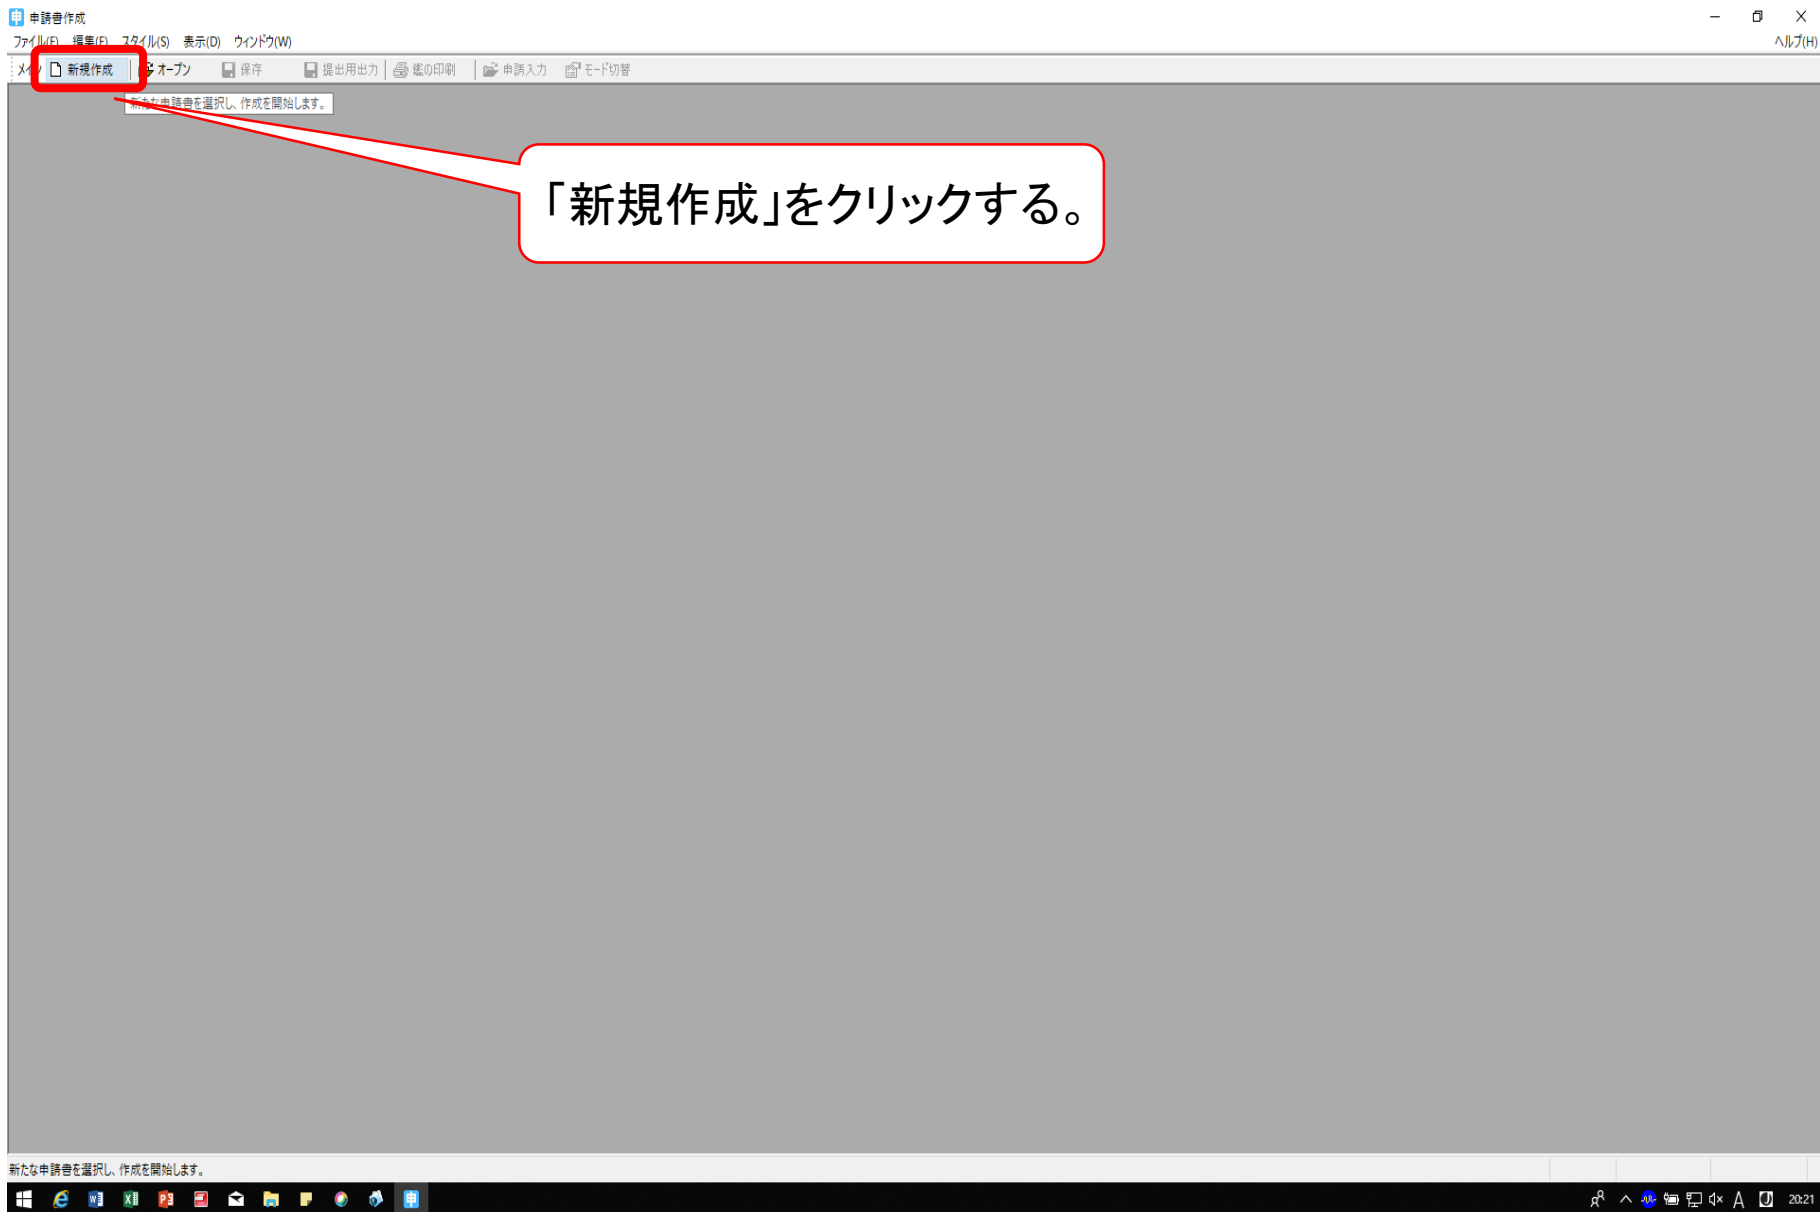 申請書作成
ファイル(F) 編集(E) スタイル(S) 表示(D) ウィンドウ(W) ヘルプ(H)
メイン 新規作成 オープン 保存 提出用出力 鑑の印刷 申請入力 モード切替
新たな申請書を選択し、作成を開始します。
「新規作成」をクリックする。
新たな申請書を選択し、作成を開始します。
A 20:21